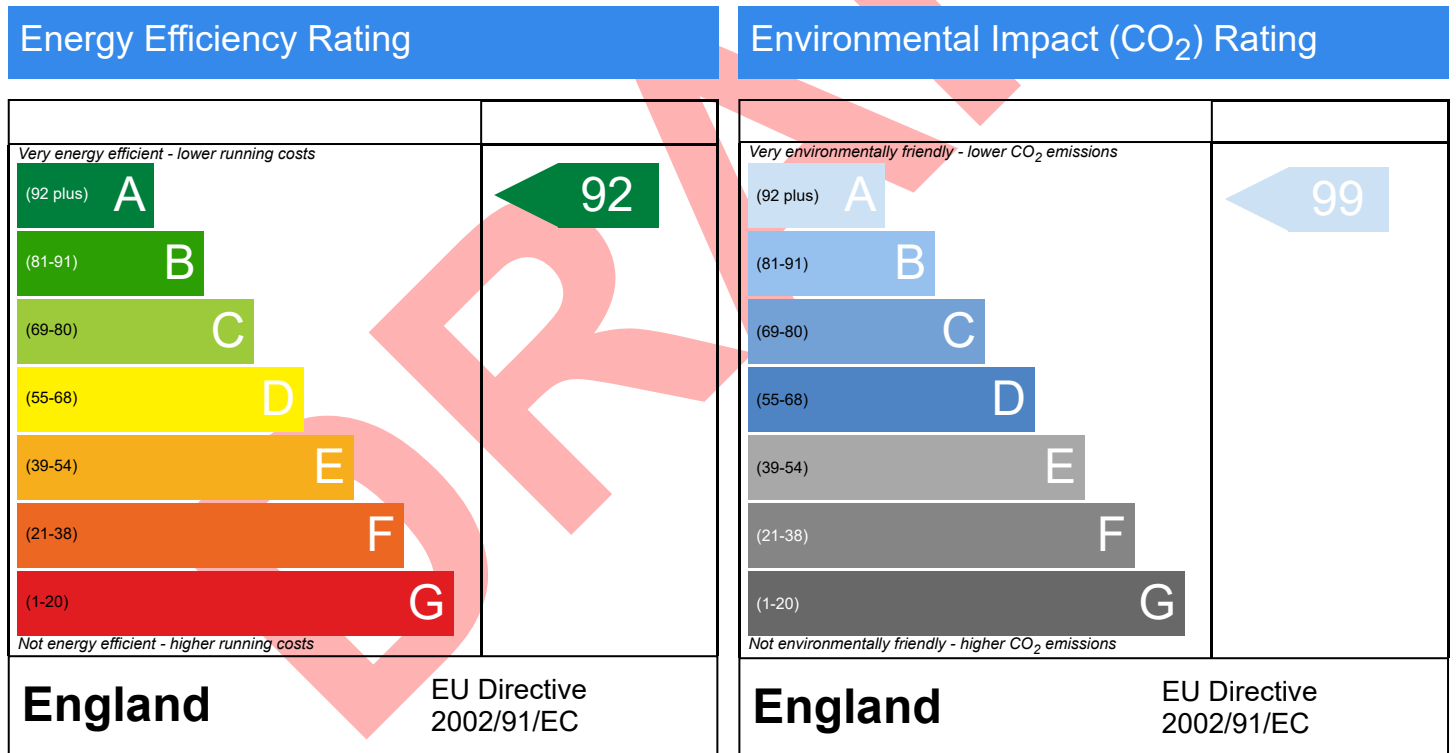 Energy Efficiency Rating
Very energy efficient - lower running costs
(92 plus) A
92
(81-91) B
(69-80) C
(55-68) D
(39-54) E
(21-38) F
(1-20) G
Not energy efficient - higher running costs
England
EU Directive
2002/91/EC
Environmental Impact (CO₂) Rating
Very environmentally friendly - lower CO₂ emissions
(92 plus) A
99
(81-91) B
(69-80) C
(55-68) D
(39-54) E
(21-38) F
(1-20) G
Not environmentally friendly - higher CO₂ emissions
England
EU Directive
2002/91/EC